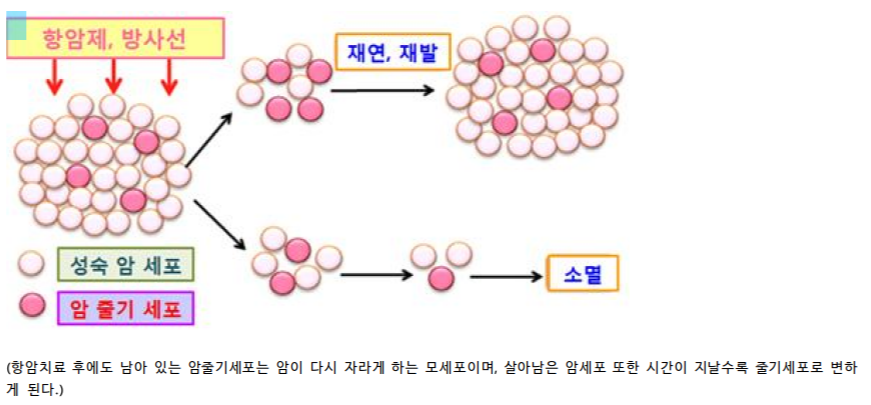 항암제, 방사선
재연, 재발
성숙 암 세포
암 줄기 세포
소멸
(항암치료 후에도 남아 있는 암줄기세포는 암이 다시 자라게 하는 모세포이며, 살아남은 암세포 또한 시간이 지날수록 줄기세포로 변하
게 된다.)